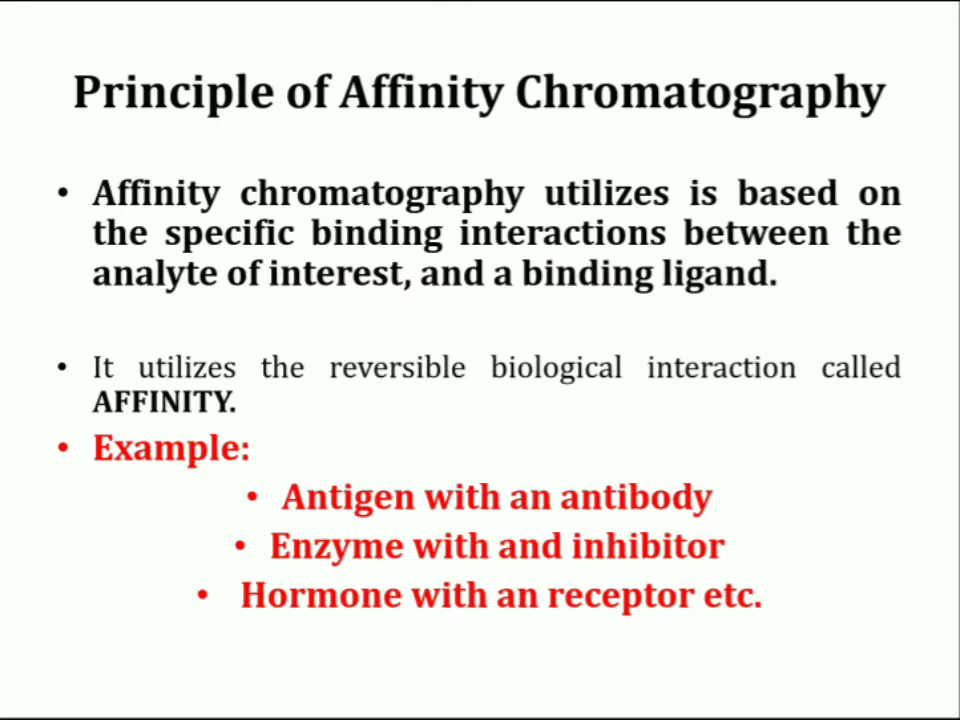 Principle of Affinity Chromatography
• Affinity chromatography utilizes is based on
the specific binding interactions between the
analyte of interest, and a binding ligand.
• It utilizes the reversible biological interaction called
AFFINITY.
• Example:
• Antigen with an antibody
• Enzyme with and inhibitor
• Hormone with an receptor etc.